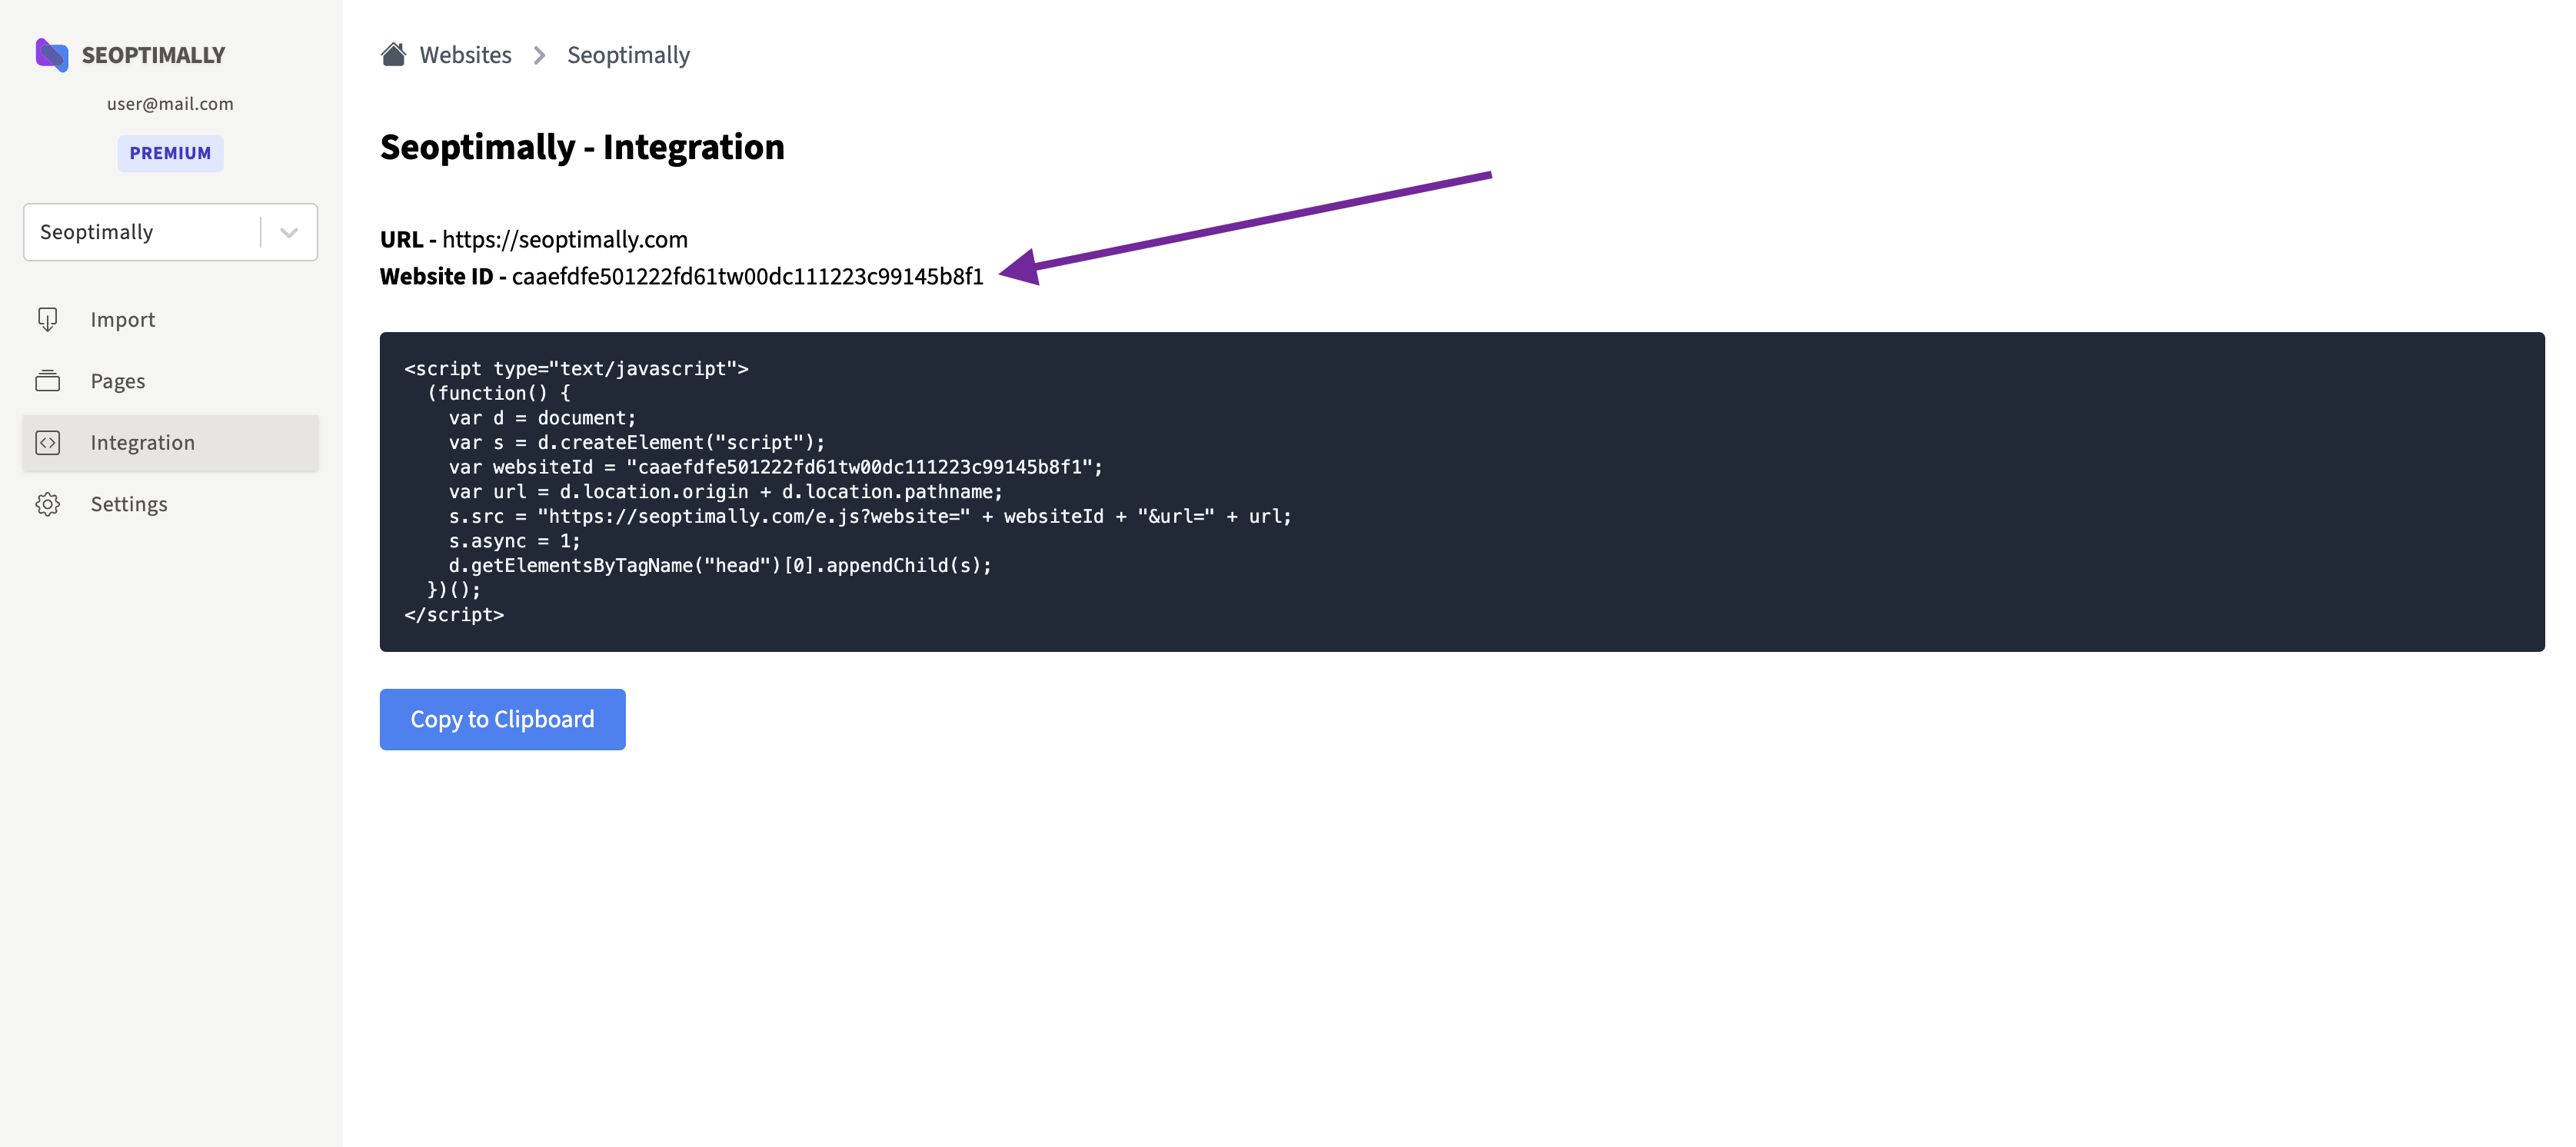 SEOPTIMALLY
user@mail.com
PREMIUM
Seoptimally
Import
Pages
Integration
Settings
Websites
Seoptimally
Seoptimally - Integration
URL - https://seoptimally.com
Website ID - caaefdfe501222fd61tw00dc111223c99145b8f1
<script type="text/javascript">
  (function() {
    var d = document;
    var s = d.createElement("script");
    var websiteId = "caaefdfe501222fd61tw00dc111223c99145b8f1";
    var url = d.location.origin + d.location.pathname;
    s.src = "https://seoptimally.com/e.js?website=" + websiteId + "&url=" + url;
    s.async = 1;
    d.getElementsByTagName("head")[0].appendChild(s);
  })();
</script>
Copy to Clipboard